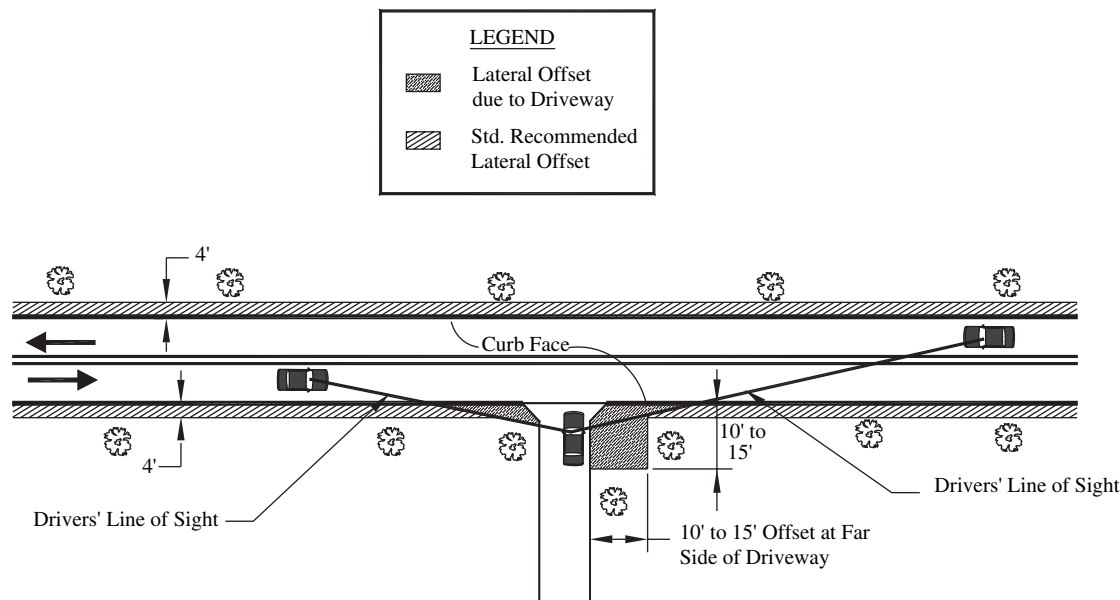 LEGEND
Lateral Offset
due to Driveway
Std. Recommended
Lateral Offset
4'
Curb Face
10' to
15'
4'
Drivers' Line of Sight
Drivers' Line of Sight
10' to 15' Offset at Far
Side of Driveway